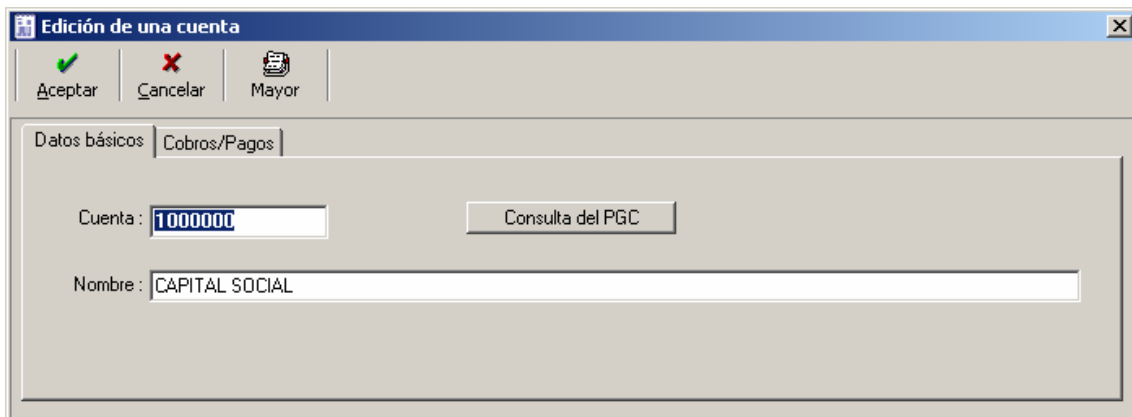 Edición de una cuenta
Aceptar Cancelar Mayor
Datos básicos Cobros/Pagos
Cuenta : 1000000 Consulta del PGC
Nombre : CAPITAL SOCIAL